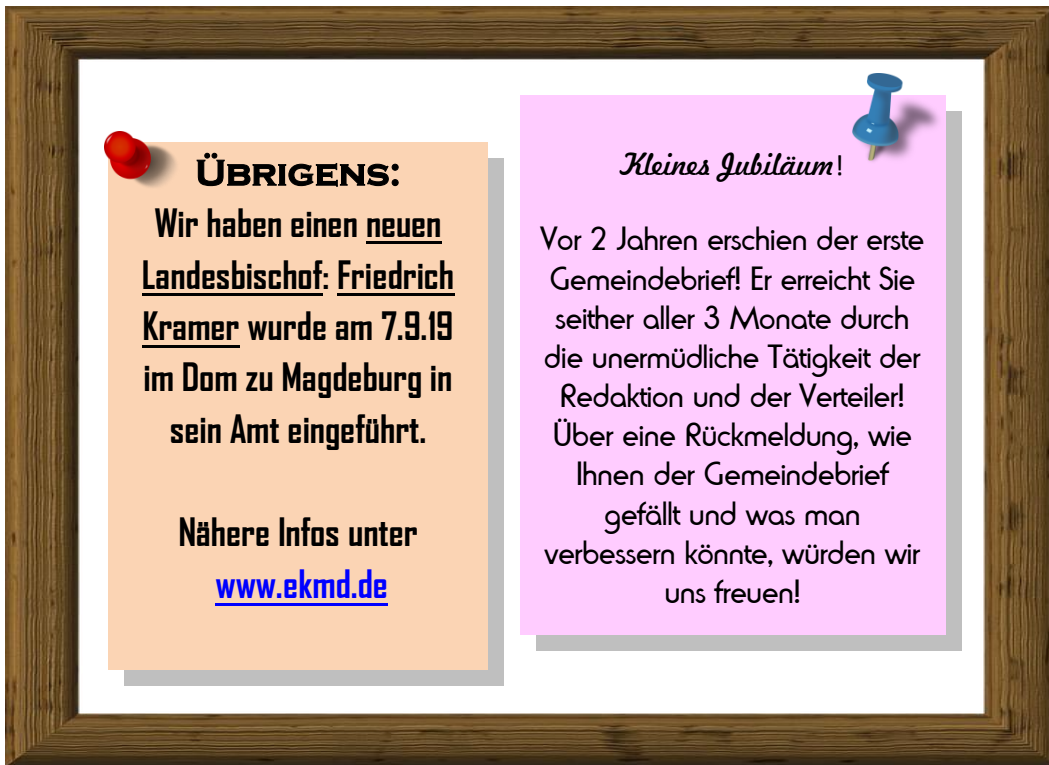 Übrigens:
Wir haben einen neuen
Landesbischof: Friedrich
Kramer wurde am 7.9.19
im Dom zu Magdeburg in
sein Amt eingeführt.
Nähere Infos unter
www.ekmd.de
Kleines Jubiläum!
Vor 2 Jahren erschien der erste
Gemeindebrief! Er erreicht Sie
seither aller 3 Monate durch
die unermüdliche Tätigkeit der
Redaktion und der Verteiler!
Über eine Rückmeldung, wie
Ihnen der Gemeindebrief
gefällt und was man
verbessern könnte, würden wir
uns freuen!